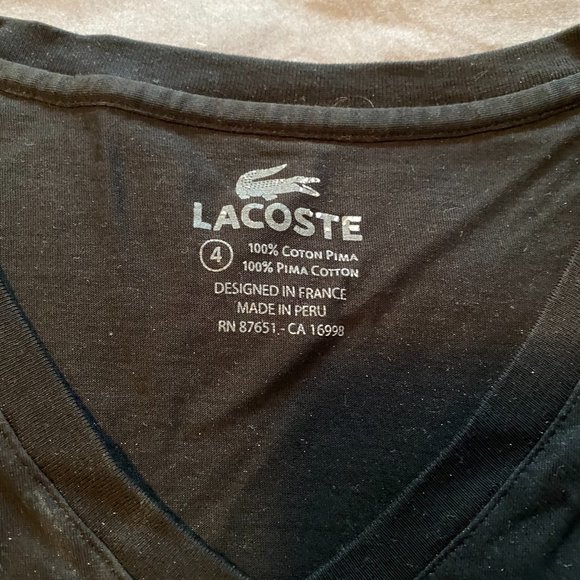 LACOSTE
4
100% COTON PIMA
100% PIMA COTTON
DESIGNED IN FRANCE
MADE IN PERU
RN 87651 - CA 16998